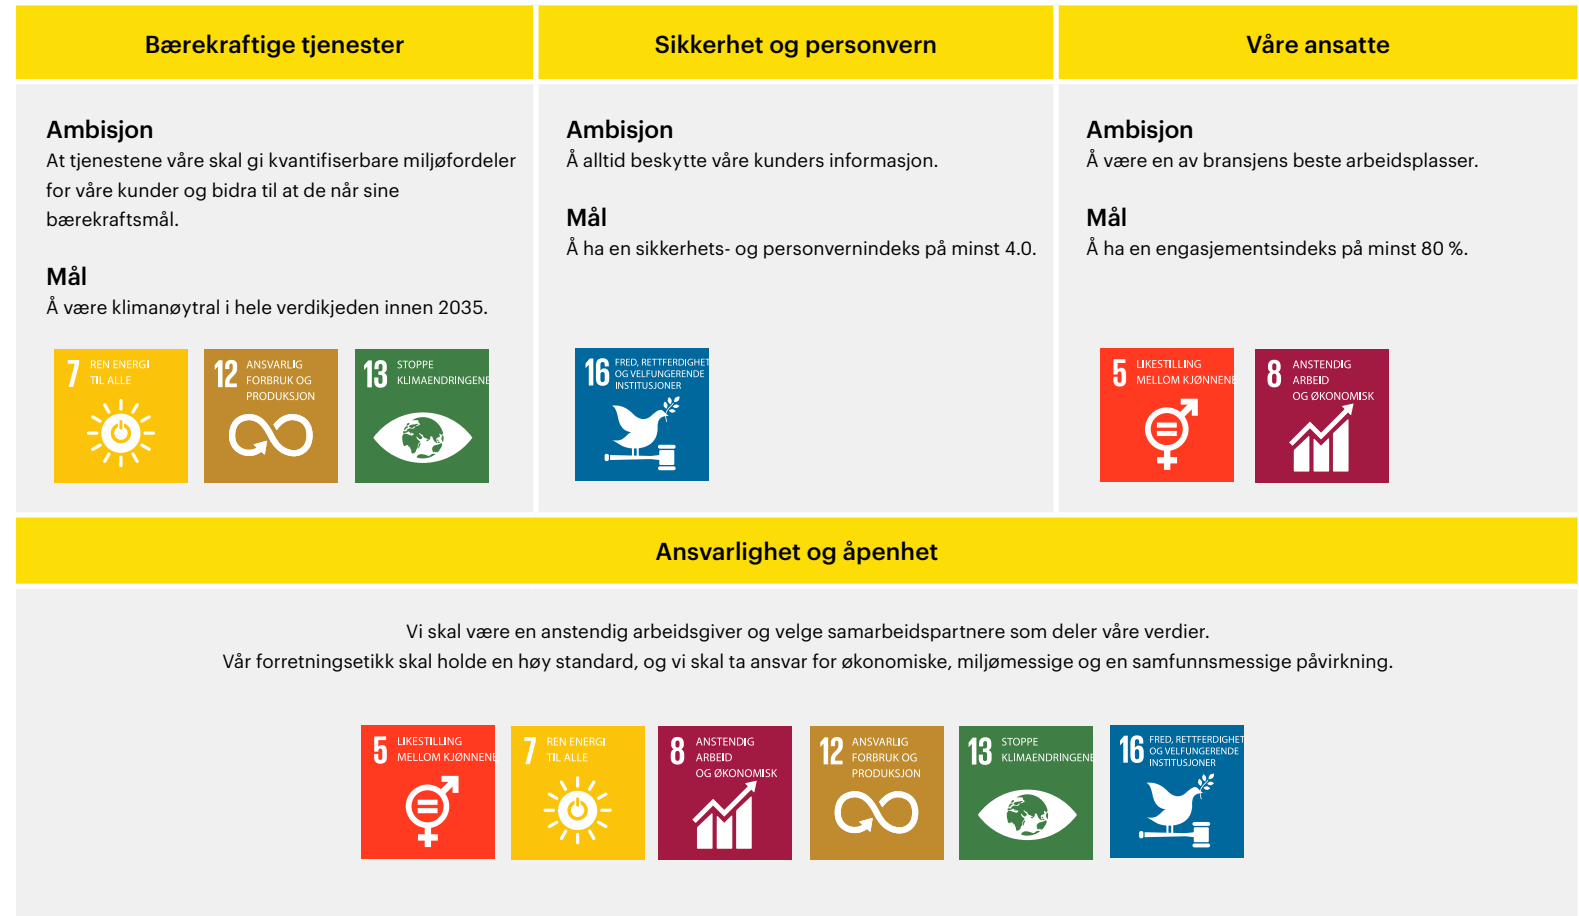 Bærekraftige tjenester
Ambisjon
At tjenestene våre skal gi kvantifiserbare miljøfordeler
for våre kunder og bidra til at de når sine
bærekraftsmål.
Mål
Å være klimanøytral i hele verdikjeden innen 2035.
7 REN ENERGI
TIL ALLE
12 ANSVARLIG
FORBRUK OG
PRODUKSJON
13 STOPPE
KLIMAENDRINGENE
Sikkerhet og personvern
Ambisjon
Å alltid beskytte våre kunders informasjon.
Mål
Å ha en sikkerhets- og personvernindeks på minst 4.0.
16 FRED, RETTFERDIGHET
OG VELFUNGERENDE
INSTITUSJONER
Våre ansatte
Ambisjon
Å være en av bransjens beste arbeidsplasser.
Mål
Å ha en engasjementsindeks på minst 80 %.
5 LIKESTILLING
MELLOM KJØNNENE
8 ANSTENDIG
ARBEID
OG ØKONOMISK
Ansvarlighet og åpenhet
Vi skal være en anstendig arbeidsgiver og velge samarbeidspartnere som deler våre verdier.
Vår forretningsetikk skal holde en høy standard, og vi skal ta ansvar for økonomiske, miljømessige og en samfunnsmessige påvirkning.
5 LIKESTILLING
MELLOM KJØNNENE
7 REN ENERGI
TIL ALLE
8 ANSTENDIG
ARBEID
OG ØKONOMISK
12 ANSVARLIG
FORBRUK OG
PRODUKSJON
13 STOPPE
KLIMAENDRINGENE
16 FRED, RETTFERDIGHET
OG VELFUNGERENDE
INSTITUSJONER